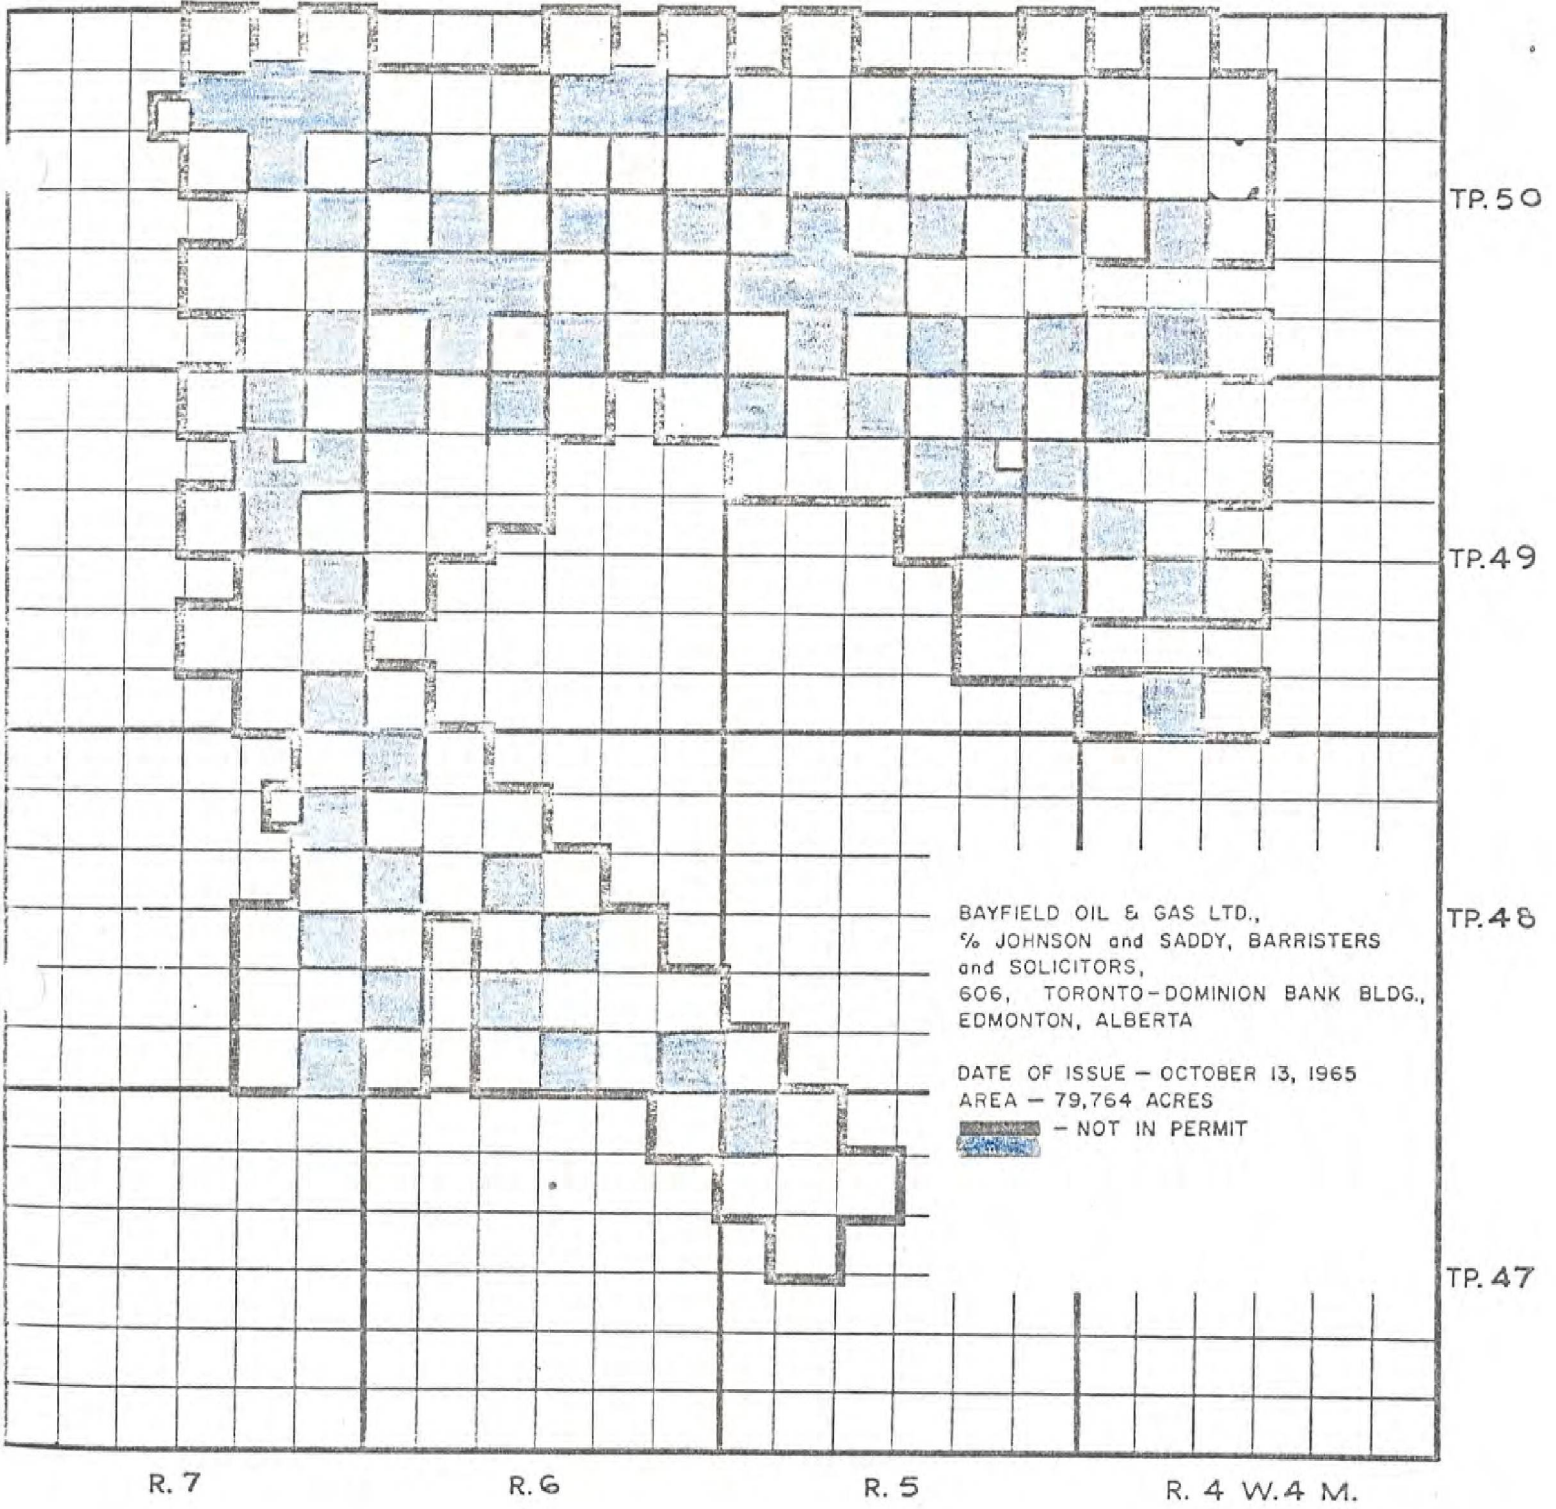 TP. 50
TP. 49
BAYFIELD OIL & GAS LTD.,
℅ JOHNSON and SADDY, BARRISTERS
and SOLICITORS,
606, TORONTO-DOMINION BANK BLDG.,
EDMONTON, ALBERTA
TP. 48
DATE OF ISSUE — OCTOBER 13, 1965
AREA — 79,764 ACRES
— NOT IN PERMIT
TP. 47
R. 7 R. 6 R. 5 R. 4 W. 4 M.